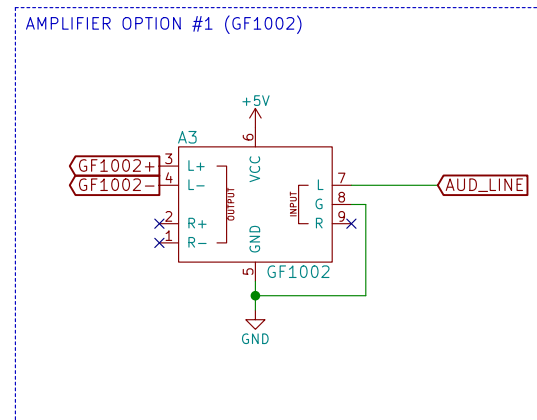 AMPLIFIER OPTION #1 (GF1002)
+5V
A3
6
VCC
GF1002+ 3 L+
GF1002- 4 L-
2 R+
1 R-
OUTPUT
INPUT
L 7 AUD_LINE
G 8
R 9
GND
5
GF1002
GND